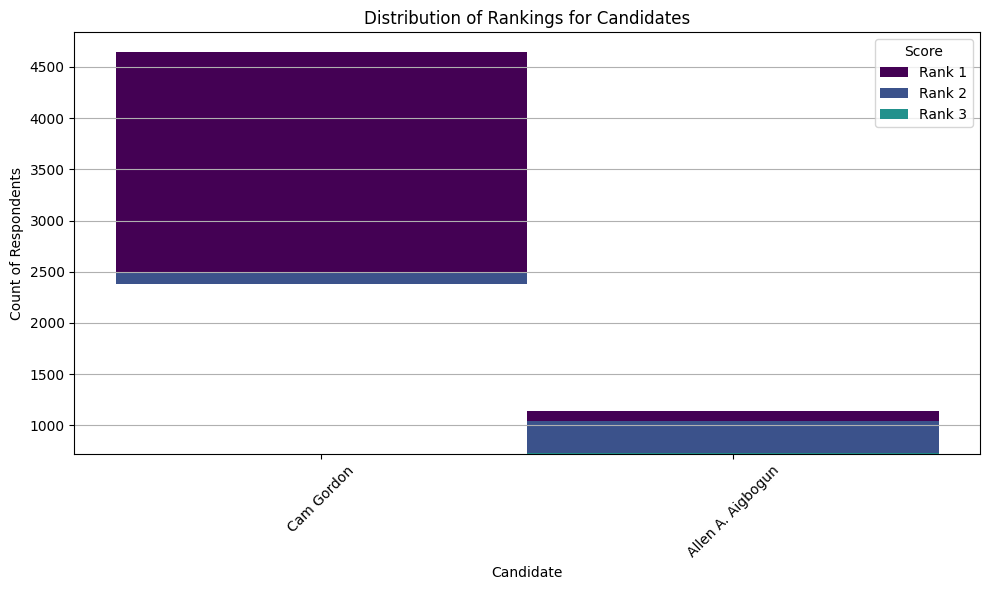 Distribution of Rankings for Candidates
Score
Rank 1
Rank 2
Rank 3
Count of Respondents
4500
4000
3500
3000
2500
2000
1500
1000
Cam Gordon
Allen A. Aigbogun
Candidate